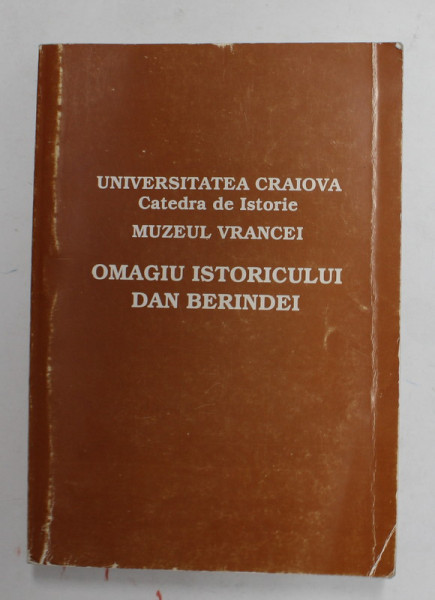 UNIVERSITATEA CRAIOVA
Catedra de Istorie
MUZEUL VRANCEI
OMAGIU ISTORICULUI
DAN BERINDEI